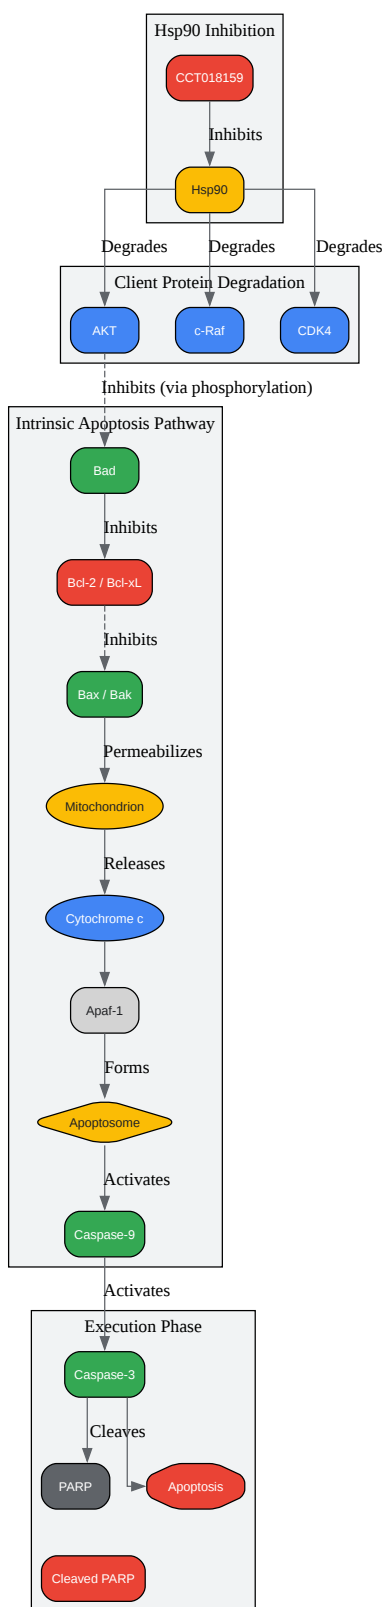 Hsp90 Inhibition
CCT018159
Inhibits
Hsp90
Degrades Degrades Degrades
Client Protein Degradation
AKT c-Raf CDK4
Inhibits (via phosphorylation)
Intrinsic Apoptosis Pathway
Bad
Inhibits
Bcl-2 / Bcl-xL
Inhibits
Bax / Bak
Permeabilizes
Mitochondrion
Releases
Cytochrome c
Apaf-1
Forms
Apoptosome
Activates
Caspase-9
Activates
Execution Phase
Caspase-3
Cleaves
PARP Apoptosis
Cleaved PARP